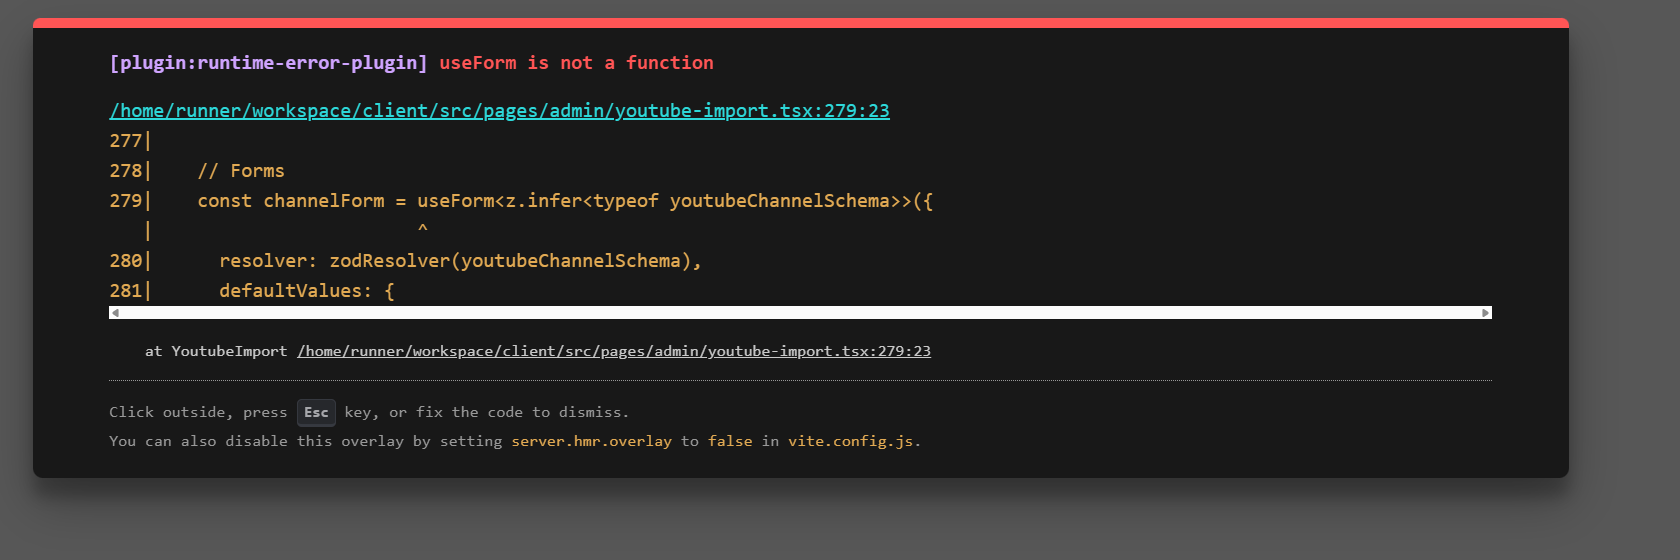 [plugin:runtime-error-plugin] useForm is not a function
/home/runner/workspace/client/src/pages/admin/youtube-import.tsx:279:23
277|
278|    // Forms
279|    const channelForm = useForm<z.infer<typeof youtubeChannelSchema>>({
   |                        ^
280|      resolver: zodResolver(youtubeChannelSchema),
281|      defaultValues: {
at YoutubeImport /home/runner/workspace/client/src/pages/admin/youtube-import.tsx:279:23
Click outside, press Esc key, or fix the code to dismiss.
You can also disable this overlay by setting server.hmr.overlay to false in vite.config.js.